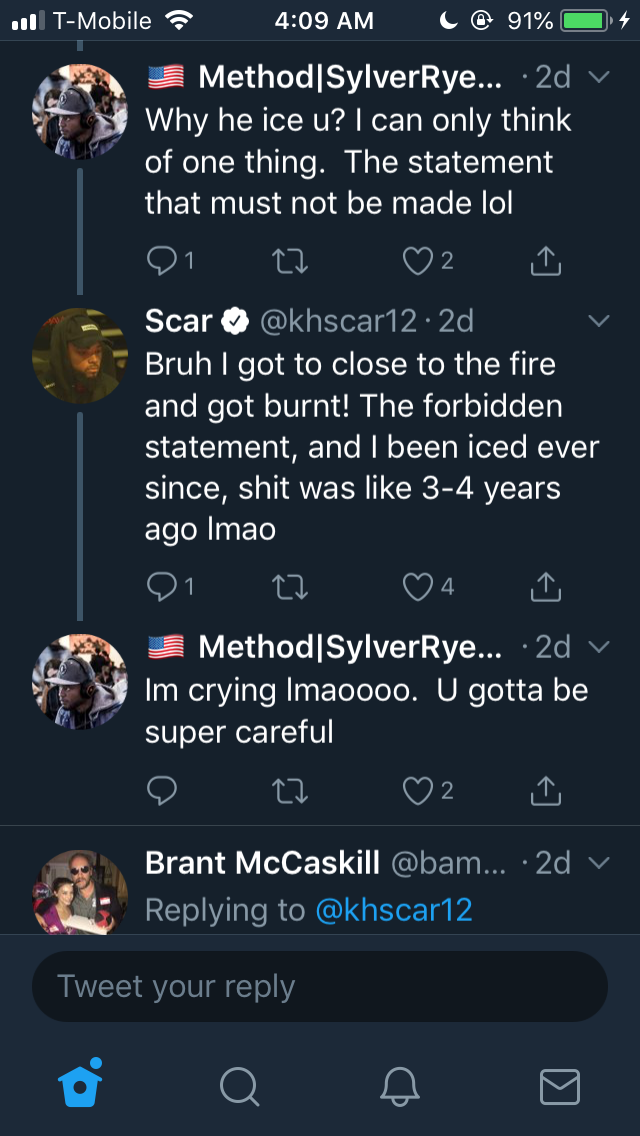 T-Mobile 4:09 AM 91%
Method|SylverRye... · 2d
Why he ice u? I can only think
of one thing.  The statement
that must not be made lol
1 2
Scar @khscar12 · 2d
Bruh I got to close to the fire
and got burnt! The forbidden
statement, and I been iced ever
since, shit was like 3-4 years
ago lmao
1 4
Method|SylverRye... · 2d
Im crying lmaoooo.  U gotta be
super careful
2
Brant McCaskill @bam... · 2d
Replying to @khscar12
Tweet your reply